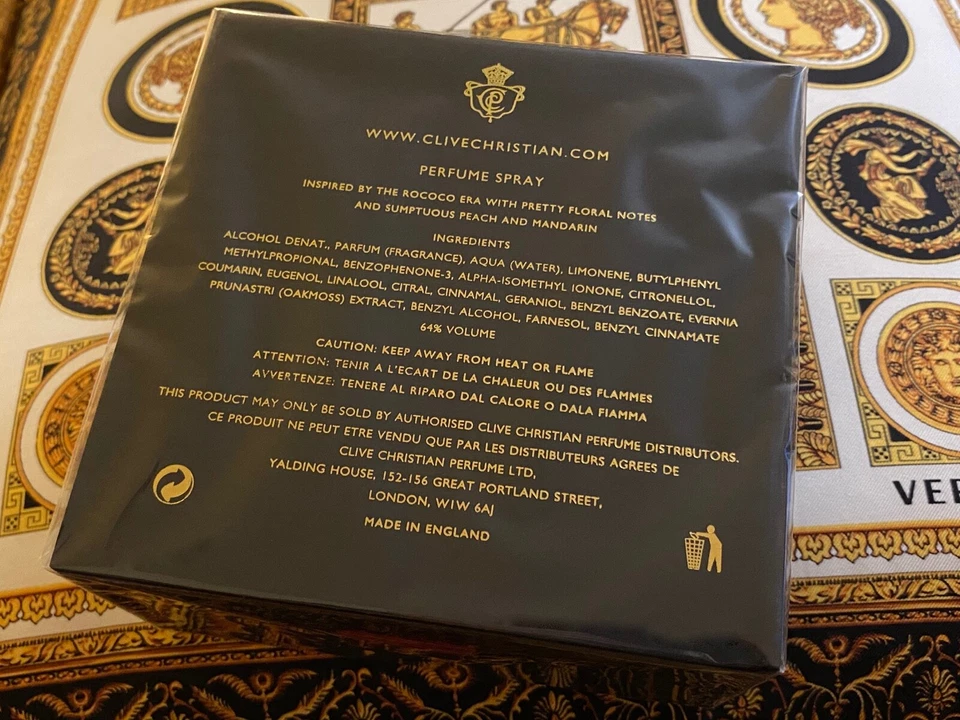 WWW.CLIVECHRISTIAN.COM
PERFUME SPRAY
INSPIRED BY THE ROCOCO ERA WITH PRETTY FLORAL NOTES
AND SUMPTUOUS PEACH AND MANDARIN
INGREDIENTS
ALCOHOL DENAT., PARFUM (FRAGRANCE), AQUA (WATER), LIMONENE, BUTYLPHENYL
METHYLPROPIONAL, BENZOPHENONE-3, ALPHA-ISOMETHYL IONONE, CITRONELLOL,
COUMARIN, EUGENOL, LINALOOL, CITRAL, CINNAMAL, GERANIOL, BENZYL BENZOATE, EVERNIA
PRUNASTRI (OAKMOSS) EXTRACT, BENZYL ALCOHOL, FARNESOL, BENZYL CINNAMATE
64% VOLUME
CAUTION: KEEP AWAY FROM HEAT OR FLAME
ATTENTION: TENIR A L'ECART DE LA CHALEUR OU DES FLAMMES
AVVERTENZE: TENERE AL RIPARO DAL CALORE O DALA FIAMMA
THIS PRODUCT MAY ONLY BE SOLD BY AUTHORISED CLIVE CHRISTIAN PERFUME DISTRIBUTORS.
CE PRODUIT NE PEUT ETRE VENDU QUE PAR LES DISTRIBUTEURS AGREES DE
CLIVE CHRISTIAN PERFUME LTD,
YALDING HOUSE, 152-156 GREAT PORTLAND STREET,
LONDON, W1W 6AJ
MADE IN ENGLAND
VER